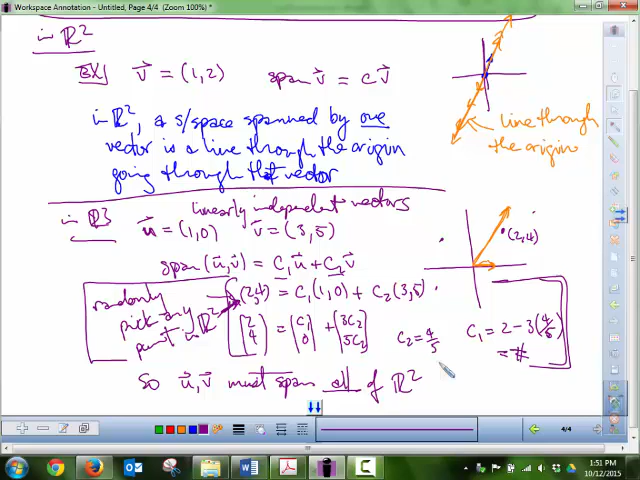 Workspace Annotation - Untitled, Page 4/4 (Zoom 100%) *
in ℝ²
EX) v⃗ = (1,2) span v⃗ = c v⃗
in ℝ², a s/space spanned by one
vector is a line through the origin
going through that vector
line through
the origin
linearly independent vectors
u⃗ = (1,0) v⃗ = (3,5)
(2,4)
span (u⃗,v⃗) = C₁u⃗ + C₂v⃗
randomly
pick any
point in ℝ²
= C₁(1,0) + C₂(3,5)
[2 4] = [C₁ 0] + [3C₂ 5C₂]
C₂ = 4/5
C₁ = 2 - 3(4/5)
= #
So u⃗,v⃗ must span all of ℝ²
4/4
1:51 PM
10/12/2015